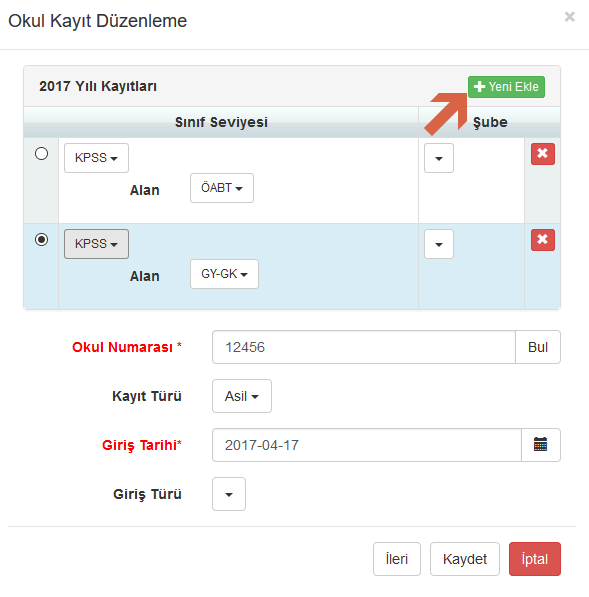 Okul Kayıt Düzenleme ×
2017 Yılı Kayıtları Yeni Ekle
Sınıf Seviyesi Şube
KPSS
Alan ÖABT
KPSS
Alan GY-GK
Okul Numarası * 12456 Bul
Kayıt Türü Asil
Giriş Tarihi* 2017-04-17
Giriş Türü
İleri Kaydet İptal